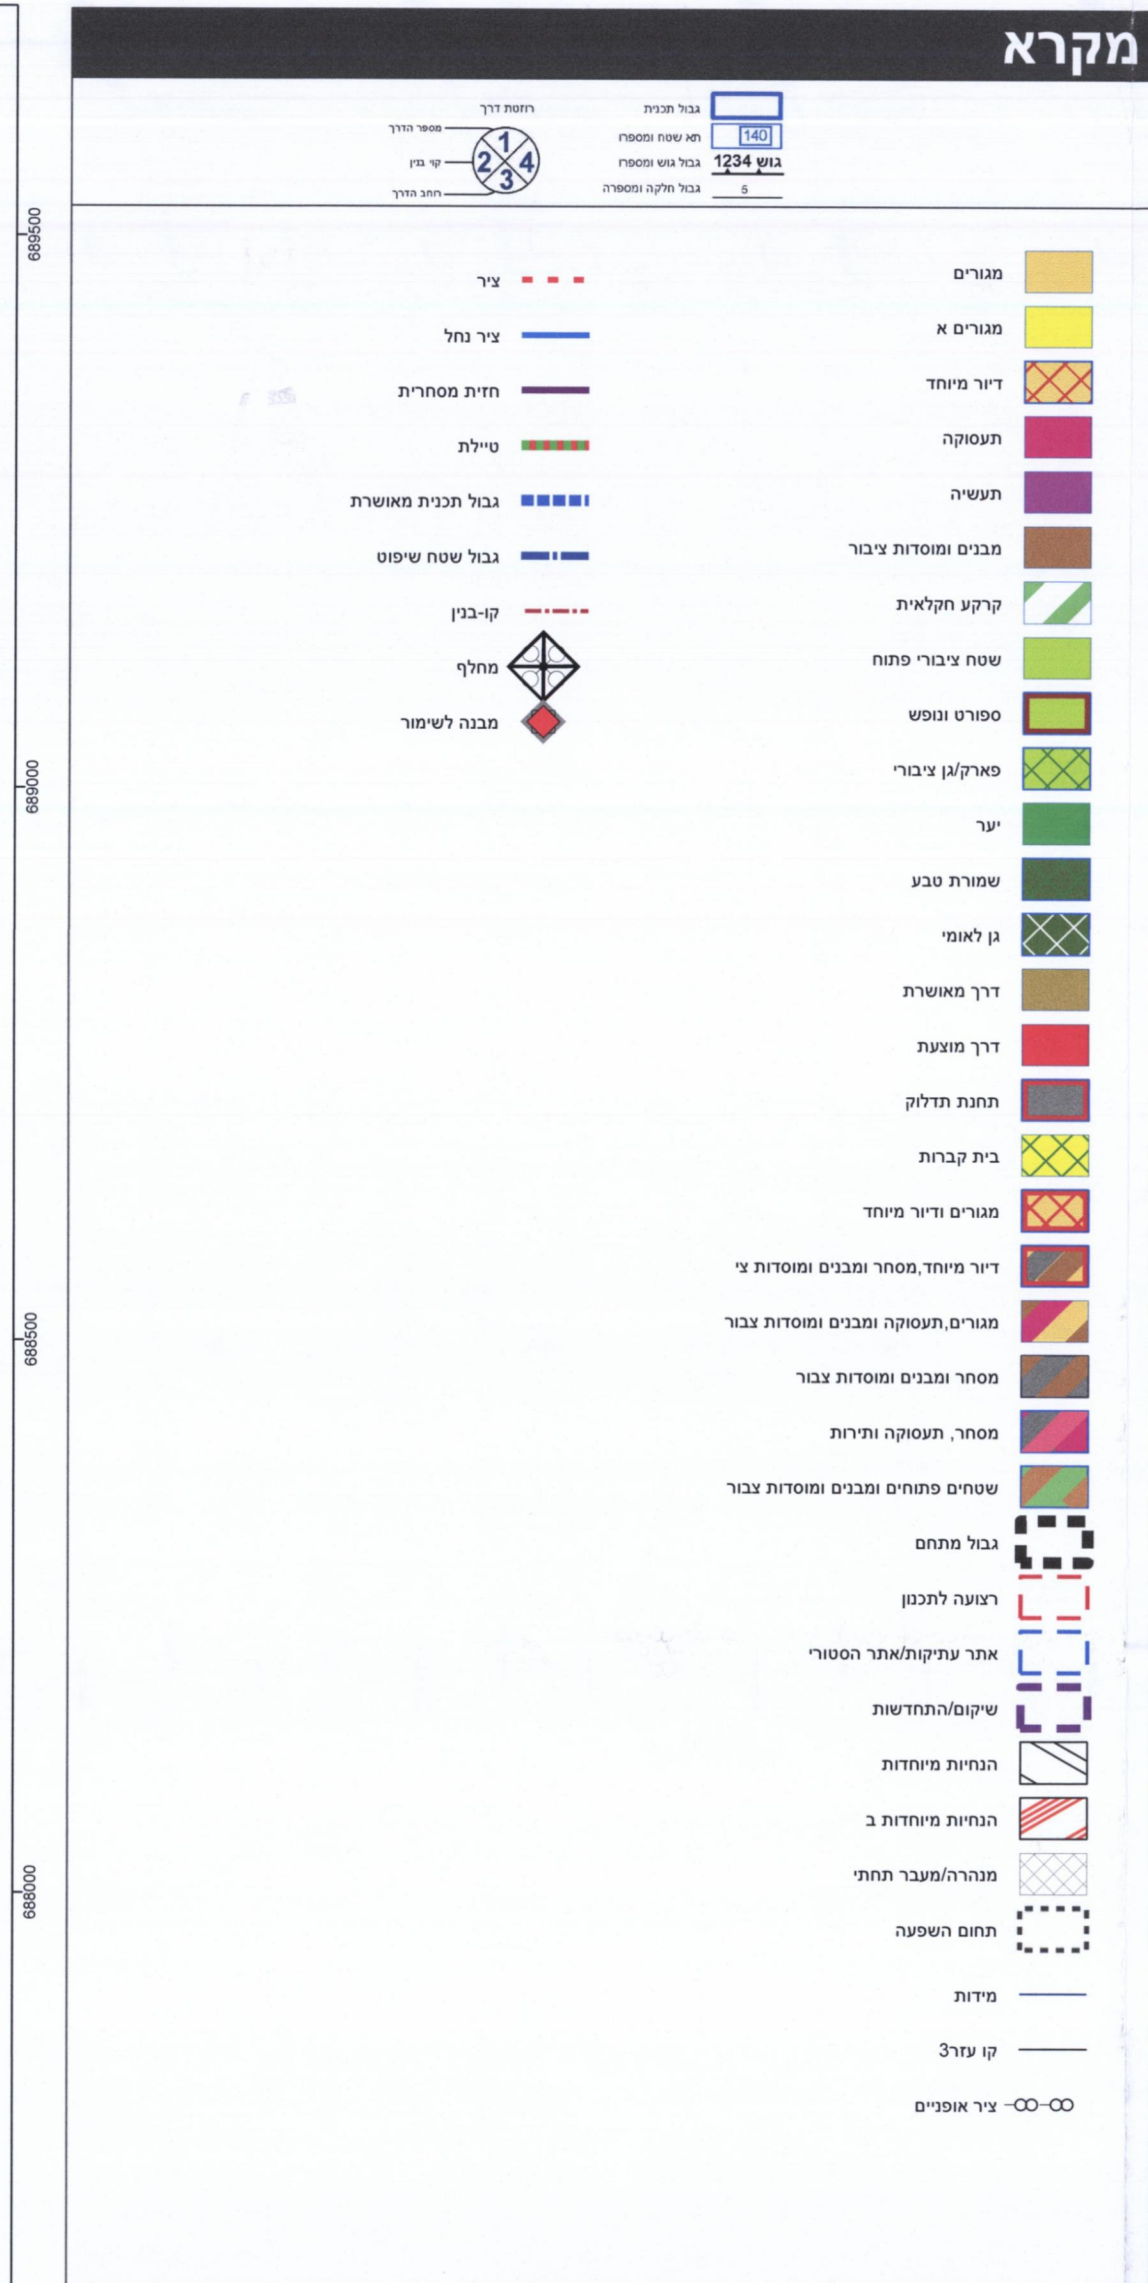 מקרא
גבול תכנית
תא שטח ומספרו
140
גבול גוש ומספרו
גוש 1234
גבול חלקה ומספרה
5
רוזטת דרך
מספר הדרך
קוי בנין
רוחב הדרך
1
2
4
3
מגורים
מגורים א
דיור מיוחד
תעסוקה
תעשיה
מבנים ומוסדות ציבור
קרקע חקלאית
שטח ציבורי פתוח
ספורט ונופש
פארק/גן ציבורי
יער
שמורת טבע
גן לאומי
דרך מאושרת
דרך מוצעת
תחנת תדלוק
בית קברות
מגורים ודיור מיוחד
דיור מיוחד,מסחר ומבנים ומוסדות צי
מגורים,תעסוקה ומבנים ומוסדות צבור
מסחר ומבנים ומוסדות צבור
מסחר, תעסוקה ותירות
שטחים פתוחים ומבנים ומוסדות צבור
גבול מתחם
רצועה לתכנון
אתר עתיקות/אתר הסטורי
שיקום/התחדשות
הנחיות מיוחדות
הנחיות מיוחדות ב
מנהרה/מעבר תחתי
תחום השפעה
מידות
קו עזר3
ציר אופניים
ציר
ציר נחל
חזית מסחרית
טיילת
גבול תכנית מאושרת
גבול שטח שיפוט
קו-בנין
מחלף
מבנה לשימור
689500
689000
688500
688000